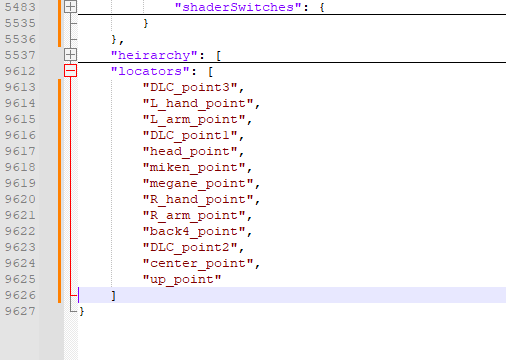 5483 "shaderSwitches": {
5535 }
5536 },
5537 "heirarchy": [
9612 "locators": [
9613 "DLC_point3",
9614 "L_hand_point",
9615 "L_arm_point",
9616 "DLC_point1",
9617 "head_point",
9618 "miken_point",
9619 "megane_point",
9620 "R_hand_point",
9621 "R_arm_point",
9622 "back4_point",
9623 "DLC_point2",
9624 "center_point",
9625 "up_point"
9626 ]
9627 }